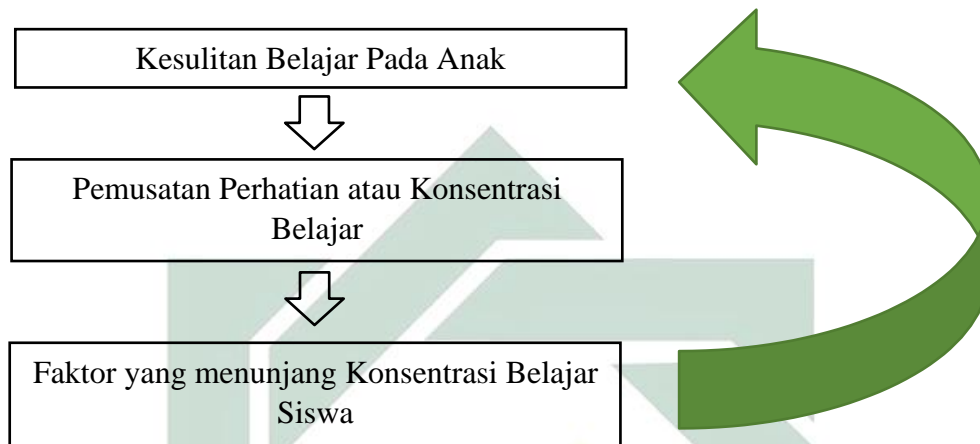 Kesulitan Belajar Pada Anak
Pemusatan Perhatian atau Konsentrasi
Belajar
Faktor yang menunjang Konsentrasi Belajar
Siswa